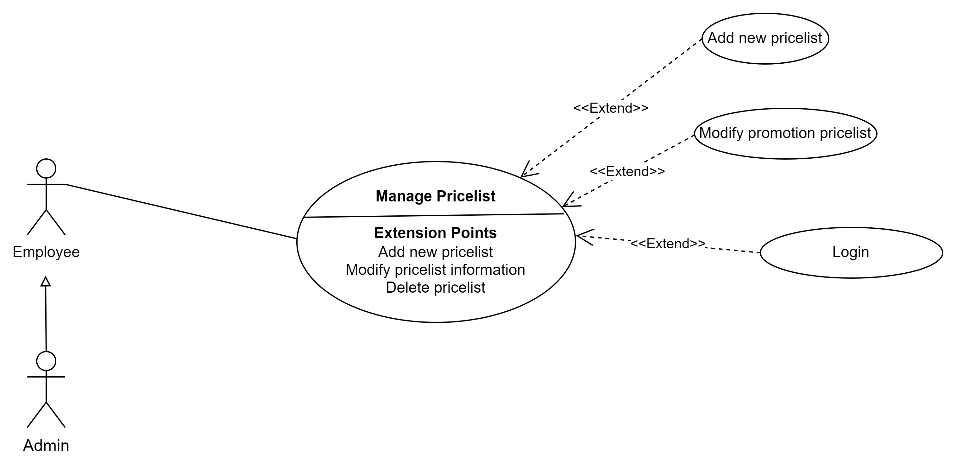 Add new pricelist
<<Extend>>
Modify promotion pricelist
<<Extend>>
Manage Pricelist
Extension Points
Add new pricelist
Modify pricelist information
Delete pricelist
<<Extend>>
Login
Employee
Admin